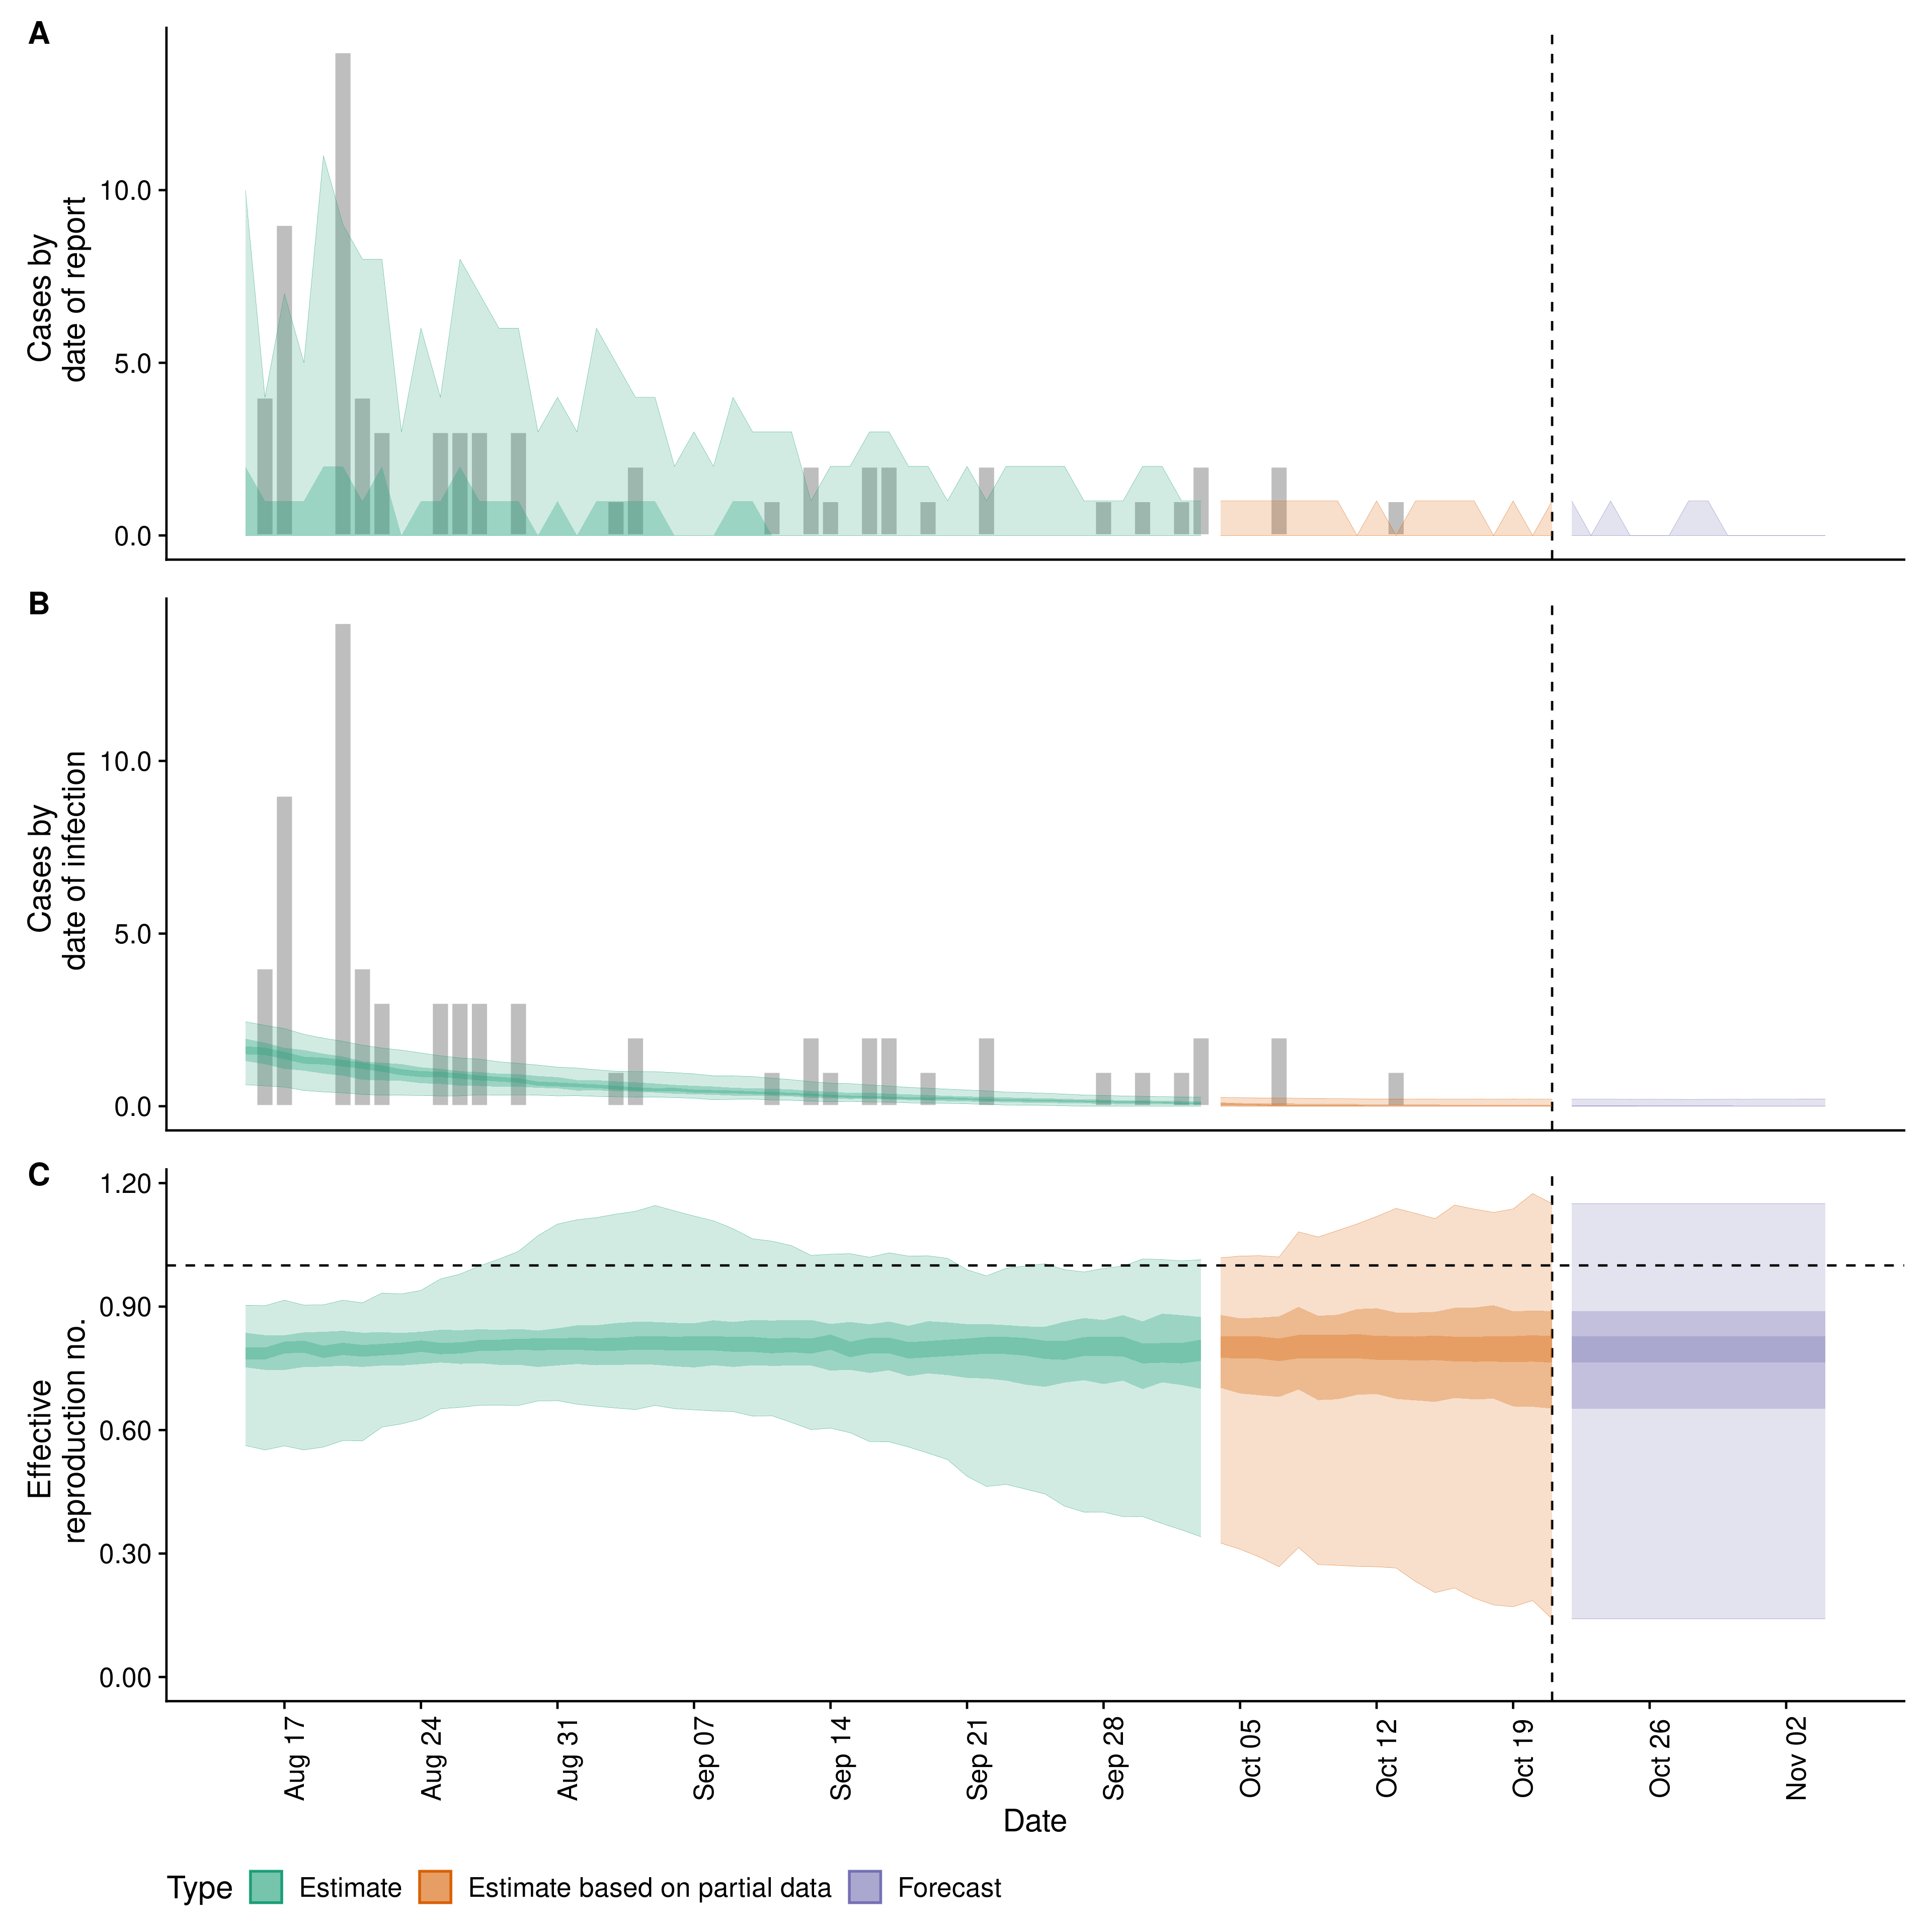 A
Cases by
date of report
10.0
5.0
0.0
B
Cases by
date of infection
10.0
5.0
0.0
C
Effective
reproduction no.
1.20
0.90
0.60
0.30
0.00
Aug 17
Aug 24
Aug 31
Sep 07
Sep 14
Sep 21
Sep 28
Oct 05
Oct 12
Oct 19
Oct 26
Nov 02
Date
Type Estimate Estimate based on partial data Forecast